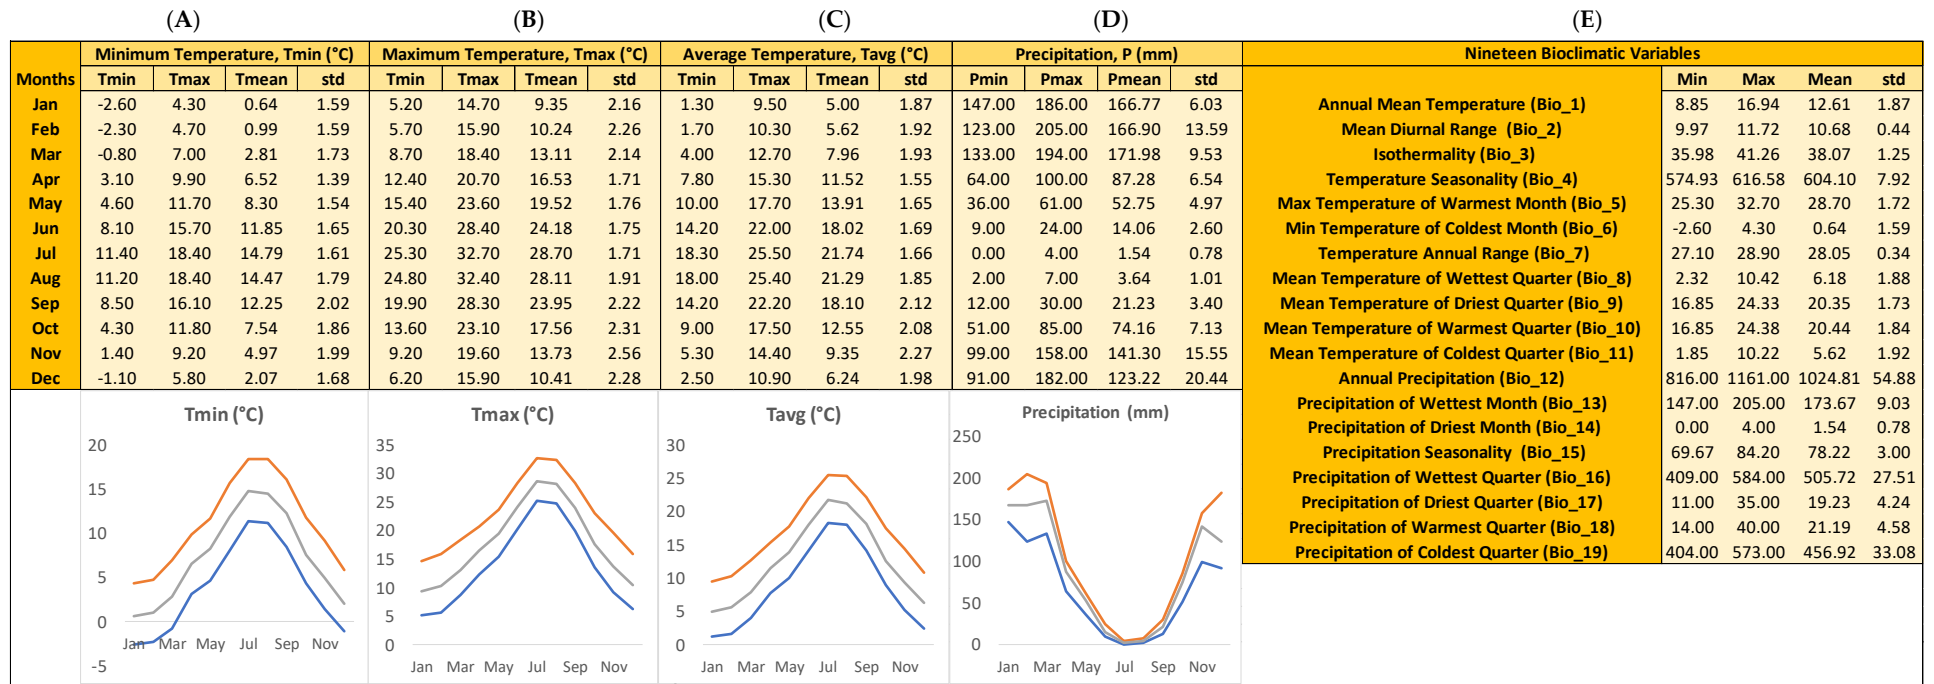 (A) (B) (C) (D) (E)
Minimum Temperature, Tmin (°C) Maximum Temperature, Tmax (°C) Average Temperature, Tavg (°C) Precipitation, P (mm) Nineteen Bioclimatic Variables
Months Tmin Tmax Tmean std Tmin Tmax Tmean std Tmin Tmax Tmean std Pmin Pmax Pmean std Min Max Mean std
Jan -2.60 4.30 0.64 1.59 5.20 14.70 9.35 2.16 1.30 9.50 5.00 1.87 147.00 186.00 166.77 6.03 Annual Mean Temperature (Bio_1) 8.85 16.94 12.61 1.87
Feb -2.30 4.70 0.99 1.59 5.70 15.90 10.24 2.26 1.70 10.30 5.62 1.92 123.00 205.00 166.90 13.59 Mean Diurnal Range (Bio_2) 9.97 11.72 10.68 0.44
Mar -0.80 7.00 2.81 1.73 8.70 18.40 13.11 2.14 4.00 12.70 7.96 1.93 133.00 194.00 171.98 9.53 Isothermality (Bio_3) 35.98 41.26 38.07 1.25
Apr 3.10 9.90 6.52 1.39 12.40 20.70 16.53 1.71 7.80 15.30 11.52 1.55 64.00 100.00 87.28 6.54 Temperature Seasonality (Bio_4) 574.93 616.58 604.10 7.92
May 4.60 11.70 8.30 1.54 15.40 23.60 19.52 1.76 10.00 17.70 13.91 1.65 36.00 61.00 52.75 4.97 Max Temperature of Warmest Month (Bio_5) 25.30 32.70 28.70 1.72
Jun 8.10 15.70 11.85 1.65 20.30 28.40 24.18 1.75 14.20 22.00 18.02 1.69 9.00 24.00 14.06 2.60 Min Temperature of Coldest Month (Bio_6) -2.60 4.30 0.64 1.59
Jul 11.40 18.40 14.79 1.61 25.30 32.70 28.70 1.71 18.30 25.50 21.74 1.66 0.00 4.00 1.54 0.78 Temperature Annual Range (Bio_7) 27.10 28.90 28.05 0.34
Aug 11.20 18.40 14.47 1.79 24.80 32.40 28.11 1.91 18.00 25.40 21.29 1.85 2.00 7.00 3.64 1.01 Mean Temperature of Wettest Quarter (Bio_8) 2.32 10.42 6.18 1.88
Sep 8.50 16.10 12.25 2.02 19.90 28.30 23.95 2.22 14.20 22.20 18.10 2.12 12.00 30.00 21.23 3.40 Mean Temperature of Driest Quarter (Bio_9) 16.85 24.33 20.35 1.73
Oct 4.30 11.80 7.54 1.86 13.60 23.10 17.56 2.31 9.00 17.50 12.55 2.08 51.00 85.00 74.16 7.13 Mean Temperature of Warmest Quarter (Bio_10) 16.85 24.38 20.44 1.84
Nov 1.40 9.20 4.97 1.99 9.20 19.60 13.73 2.56 5.30 14.40 9.35 2.27 99.00 158.00 141.30 15.55 Mean Temperature of Coldest Quarter (Bio_11) 1.85 10.22 5.62 1.92
Dec -1.10 5.80 2.07 1.68 6.20 15.90 10.41 2.28 2.50 10.90 6.24 1.98 91.00 182.00 123.22 20.44 Annual Precipitation (Bio_12) 816.00 1161.00 1024.81 54.88
Precipitation of Wettest Month (Bio_13) 147.00 205.00 173.67 9.03
Precipitation of Driest Month (Bio_14) 0.00 4.00 1.54 0.78
Precipitation Seasonality (Bio_15) 69.67 84.20 78.22 3.00
Precipitation of Wettest Quarter (Bio_16) 409.00 584.00 505.72 27.51
Precipitation of Driest Quarter (Bio_17) 11.00 35.00 19.23 4.24
Precipitation of Warmest Quarter (Bio_18) 14.00 40.00 21.19 4.58
Precipitation of Coldest Quarter (Bio_19) 404.00 573.00 456.92 33.08
Tmin (°C)
20
15
10
5
0
-5
Jan Mar May Jul Sep Nov
Tmax (°C)
35
30
25
20
15
10
5
0
Jan Mar May Jul Sep Nov
Tavg (°C)
30
25
20
15
10
5
0
Jan Mar May Jul Sep Nov
Precipitation (mm)
250
200
150
100
50
0
Jan Mar May Jul Sep Nov